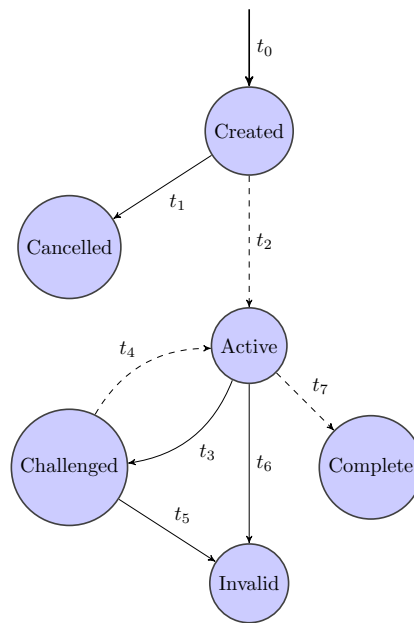 t₀
Created
t₁
Cancelled
t₂
Active
t₄
t₇
t₃
t₆
Challenged
Complete
t₅
Invalid